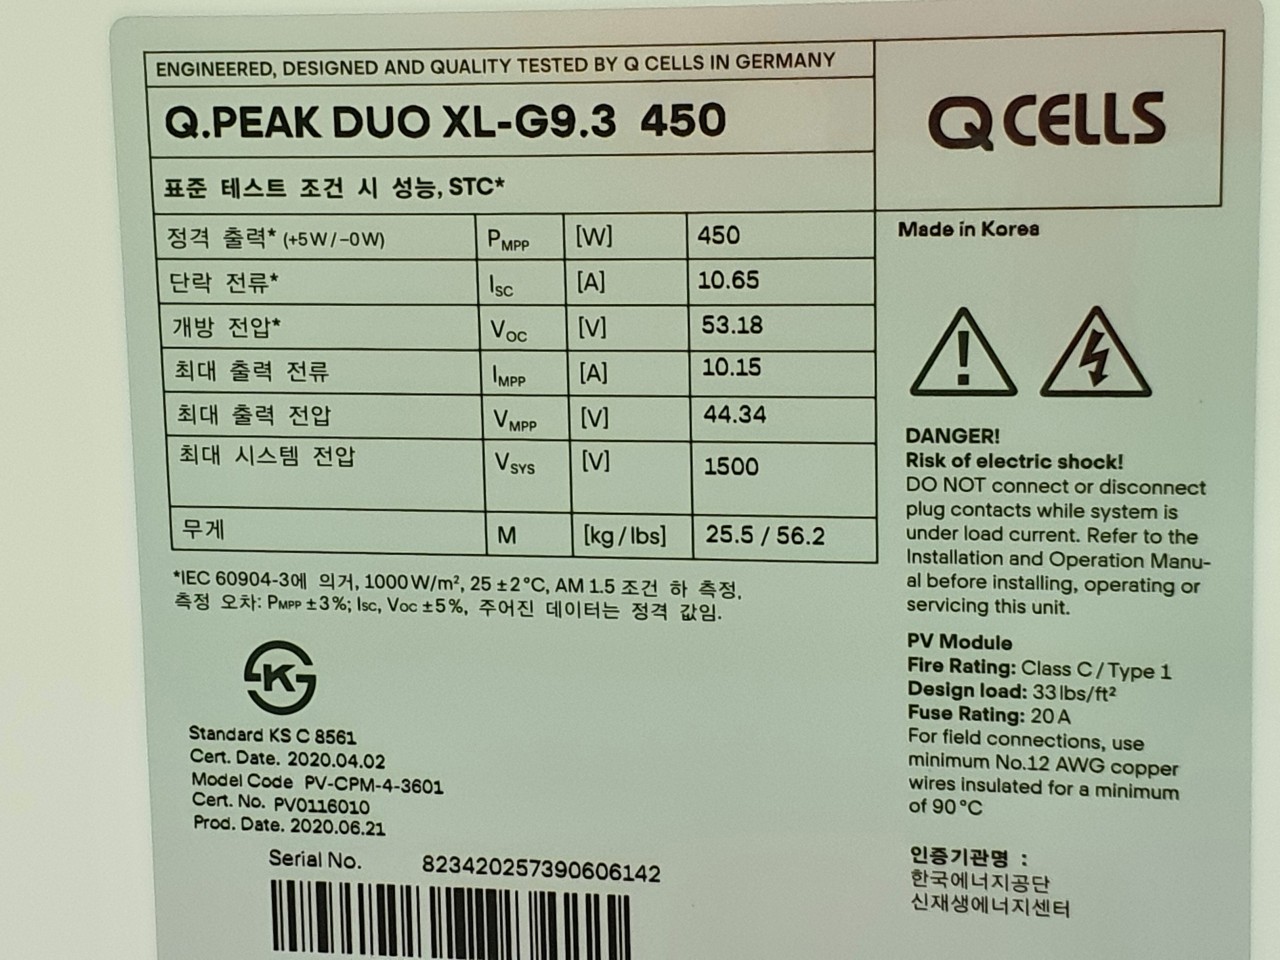 ENGINEERED, DESIGNED AND QUALITY TESTED BY Q CELLS IN GERMANY
Q.PEAK DUO XL-G9.3 450
표준 테스트 조건 시 성능, STC*
정격 출력* (+5W/-0W) PMPP [W] 450
단락 전류* ISC [A] 10.65
개방 전압* VOC [V] 53.18
최대 출력 전류 IMPP [A] 10.15
최대 출력 전압 VMPP [V] 44.34
최대 시스템 전압 VSYS [V] 1500
무게 M [kg/lbs] 25.5 / 56.2
*IEC 60904-3에 의거, 1000W/m², 25 ±2°C, AM 1.5 조건 하 측정,
측정 오차: PMPP ±3%; ISC, VOC ±5%, 주어진 데이터는 정격 값임.
K
Standard KS C 8561
Cert. Date. 2020.04.02
Model Code PV-CPM-4-3601
Cert. No. PV0116010
Prod. Date. 2020.06.21
Serial No. 823420257390606142
Q CELLS
Made in Korea
DANGER!
Risk of electric shock!
DO NOT connect or disconnect
plug contacts while system is
under load current. Refer to the
Installation and Operation Manu-
al before installing, operating or
servicing this unit.
PV Module
Fire Rating: Class C / Type 1
Design load: 33 lbs/ft²
Fuse Rating: 20 A
For field connections, use
minimum No.12 AWG copper
wires insulated for a minimum
of 90°C
인증기관명 :
한국에너지공단
신재생에너지센터